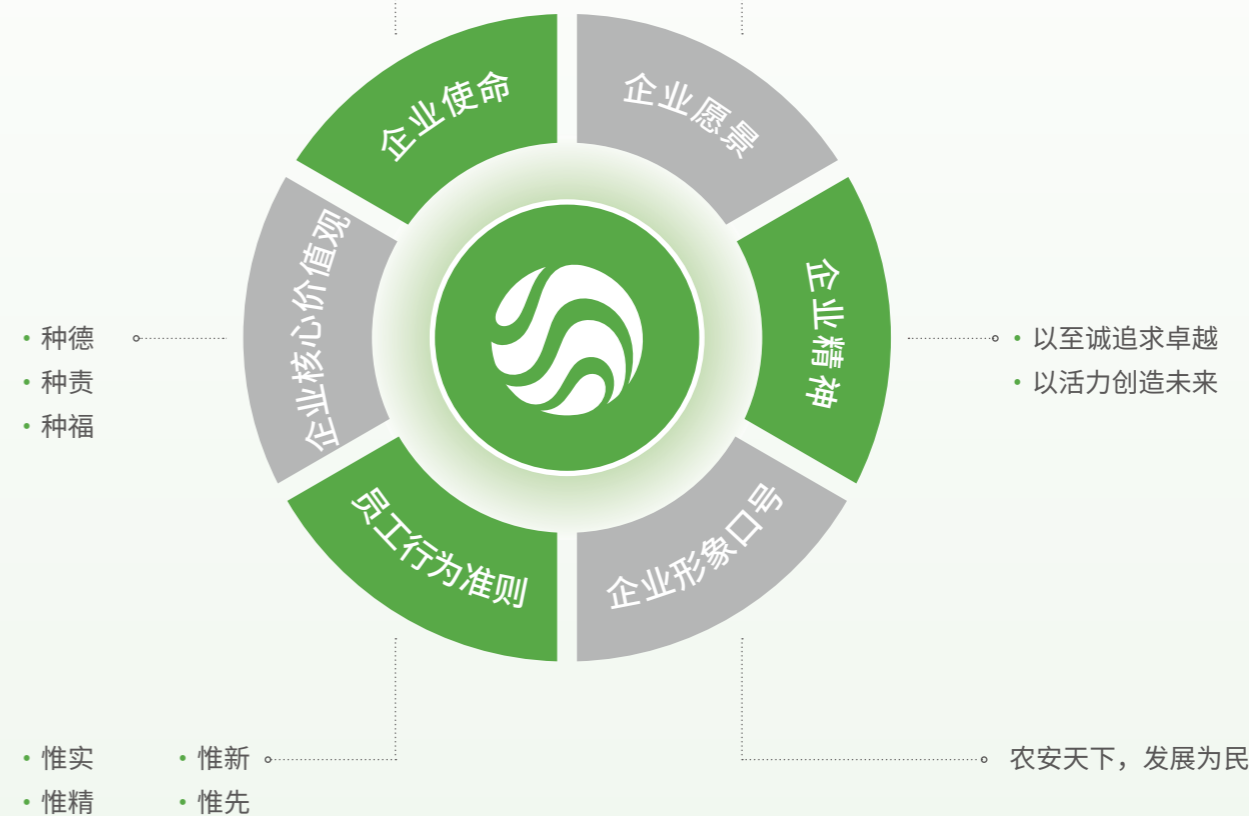 企业使命
企业愿景
企业核心价值观
企业精神
员工行为准则
企业形象口号
• 种德
• 种责
• 种福
• 以至诚追求卓越
• 以活力创造未来
• 惟实 • 惟新
• 惟精 • 惟先
农安天下，发展为民